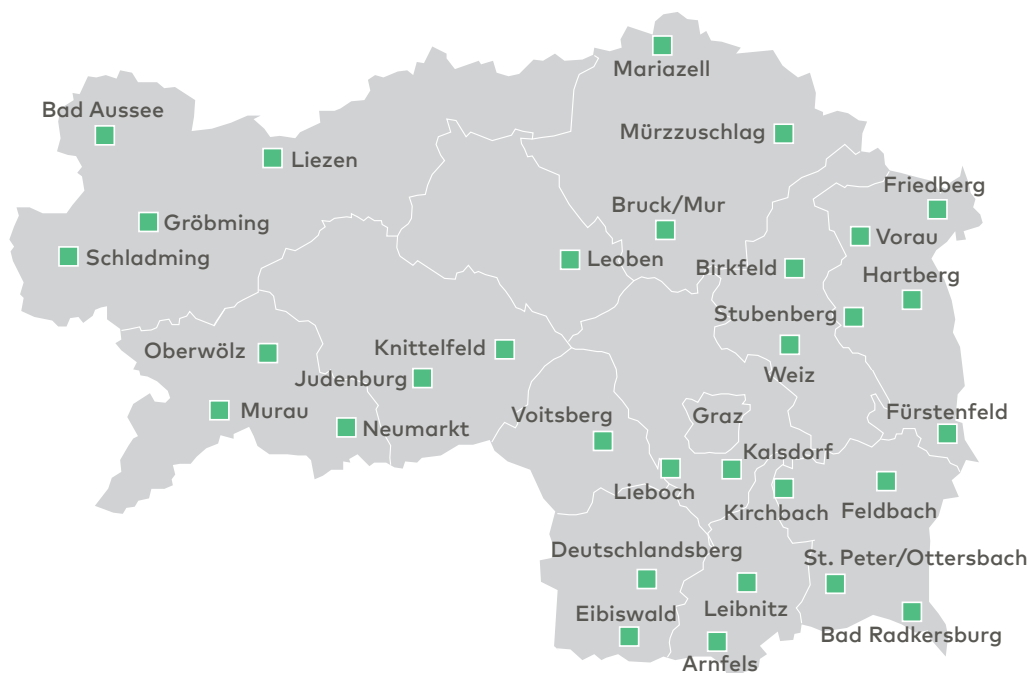 Mariazell
Bad Aussee
Mürzzuschlag
Liezen
Friedberg
Bruck/Mur
Gröbming
Vorau
Schladming
Leoben
Birkfeld
Hartberg
Stubenberg
Oberwölz
Knittelfeld
Weiz
Judenburg
Murau
Voitsberg
Graz
Fürstenfeld
Neumarkt
Kalsdorf
Lieboch
Kirchbach
Feldbach
Deutschlandsberg
St. Peter/Ottersbach
Eibiswald
Leibnitz
Bad Radkersburg
Arnfels